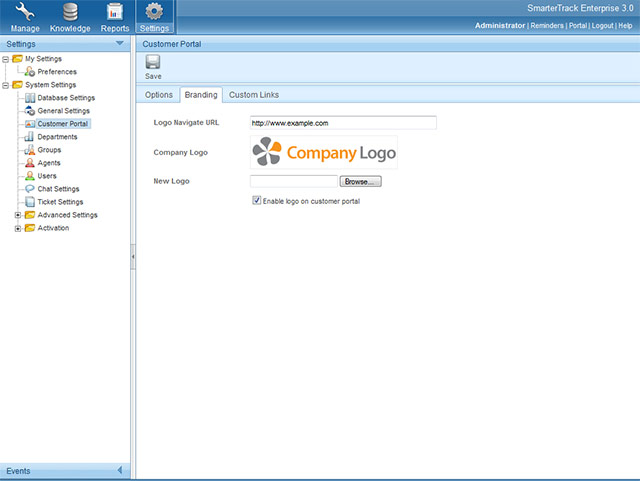 SmarterTrack Enterprise 3.0
Manage Knowledge Reports Settings
Administrator | Reminders | Portal | Logout | Help
Settings
My Settings
Preferences
System Settings
Database Settings
General Settings
Customer Portal
Departments
Groups
Agents
Users
Chat Settings
Ticket Settings
Advanced Settings
Activation
Events
Customer Portal
Save
Options Branding Custom Links
Logo Navigate URL http://www.example.com
Company Logo Company Logo
New Logo Browse...
Enable logo on customer portal